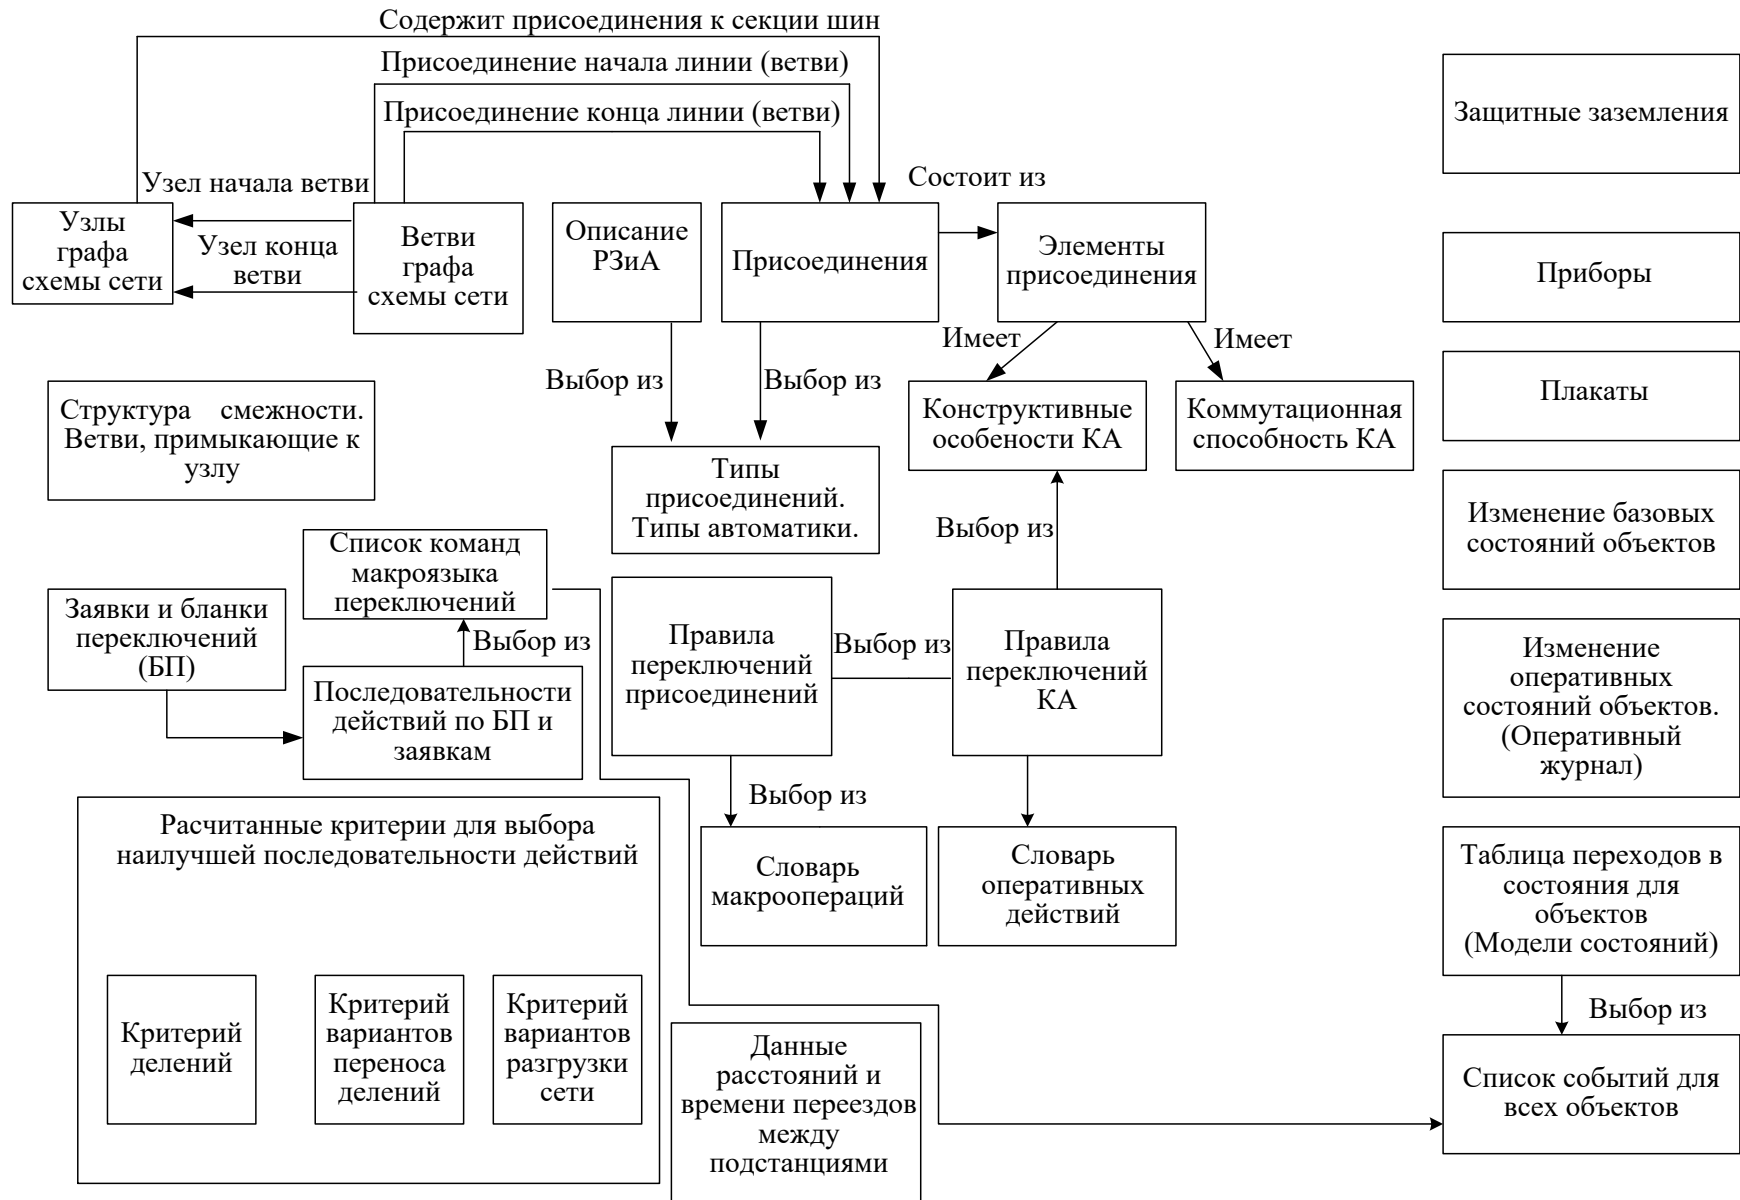 Содержит присоединения к секции шин
Присоединение начала линии (ветви)
Присоединение конца линии (ветви)
Защитные заземления
Узел начала ветви
Состоит из
Узлы
графа
схемы сети
Узел конца
ветви
Ветви
графа
схемы сети
Описание
РЗиА
Присоединения
Элементы
присоединения
Приборы
Имеет
Имеет
Выбор из
Выбор из
Плакаты
Структура смежности.
Ветви, примыкающие к
узлу
Конструктивные
особености КА
Коммутационная
способность КА
Типы
присоединений.
Типы автоматики.
Выбор из
Изменение базовых
состояний объектов
Список команд
макроязыка
переключений
Заявки и бланки
переключений
(БП)
Выбор из
Правила
переключений
присоединений
Выбор из
Правила
переключений
КА
Изменение
оперативных
состояний объектов.
(Оперативный
журнал)
Последовательности
действий по БП и
заявкам
Выбор из
Расчитанные критерии для выбора
наилучшей последовательности действий
Словарь
макроопераций
Словарь
оперативных
действий
Таблица переходов в
состояния для
объектов
(Модели состояний)
Критерий
делений
Критерий
вариантов
переноса
делений
Критерий
вариантов
разгрузки
сети
Выбор из
Данные
расстояний и
времени переездов
между
подстанциями
Список событий для
всех объектов